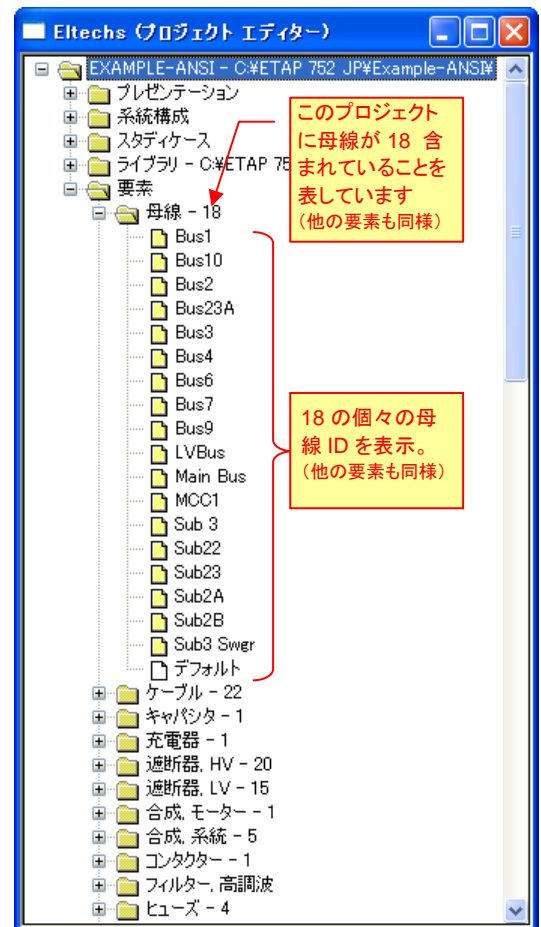 Eltechs (プロジェクト エディター)
EXAMPLE-ANSI - C:¥ETAP 752 JP¥Example-ANSI¥
プレゼンテーション
系統構成
スタディケース
ライブラリ - C:¥ETAP 75
要素
母線 - 18
このプロジェクト
に母線が 18 含
まれていることを
表しています
(他の要素も同様)
Bus1
Bus10
Bus2
Bus23A
Bus3
Bus4
Bus6
Bus7
Bus9
LVBus
Main Bus
MCC1
Sub 3
Sub22
Sub23
Sub2A
Sub2B
Sub3 Swgr
デフォルト
18 の個々の母
線 ID を表示。
(他の要素も同様)
ケーブル - 22
キャパシタ - 1
充電器 - 1
遮断器, HV - 20
遮断器, LV - 15
合成, モーター - 1
合成, 系統 - 5
コンタクター - 1
フィルター, 高調波
ヒューズ - 4